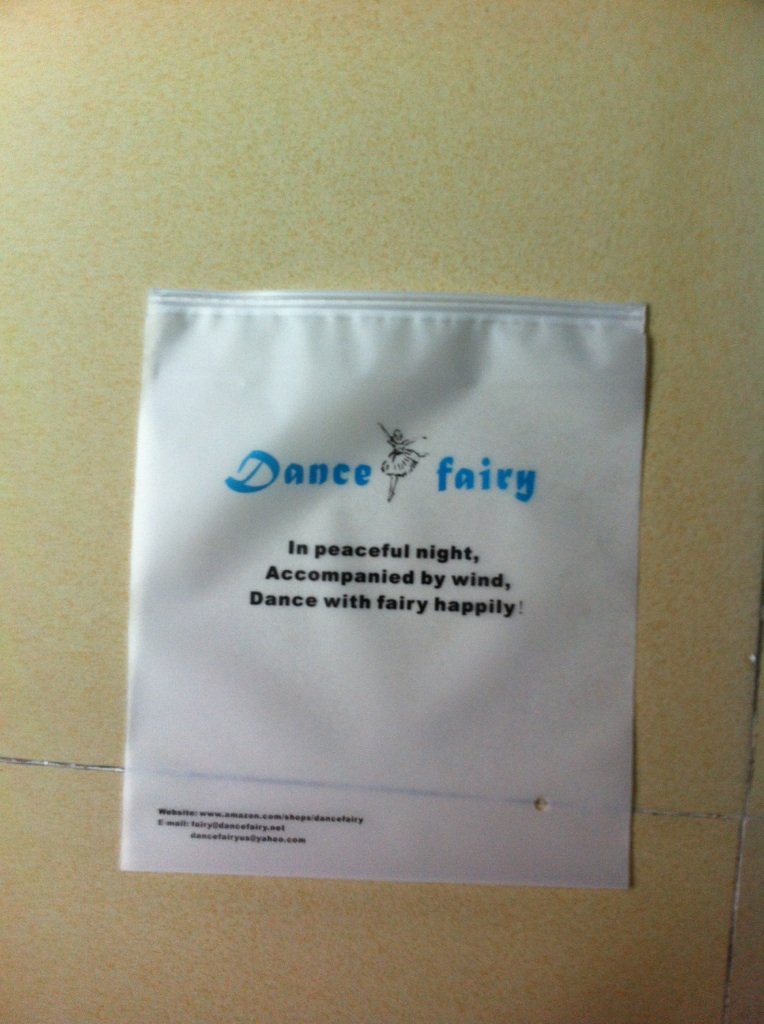 Dance fairy
In peaceful night,
Accompanied by wind,
Dance with fairy happily!
Website: www.amazon.com/shops/dancefairy
E-mail: fairy@dancefairy.net
dancefairyus@yahoo.com